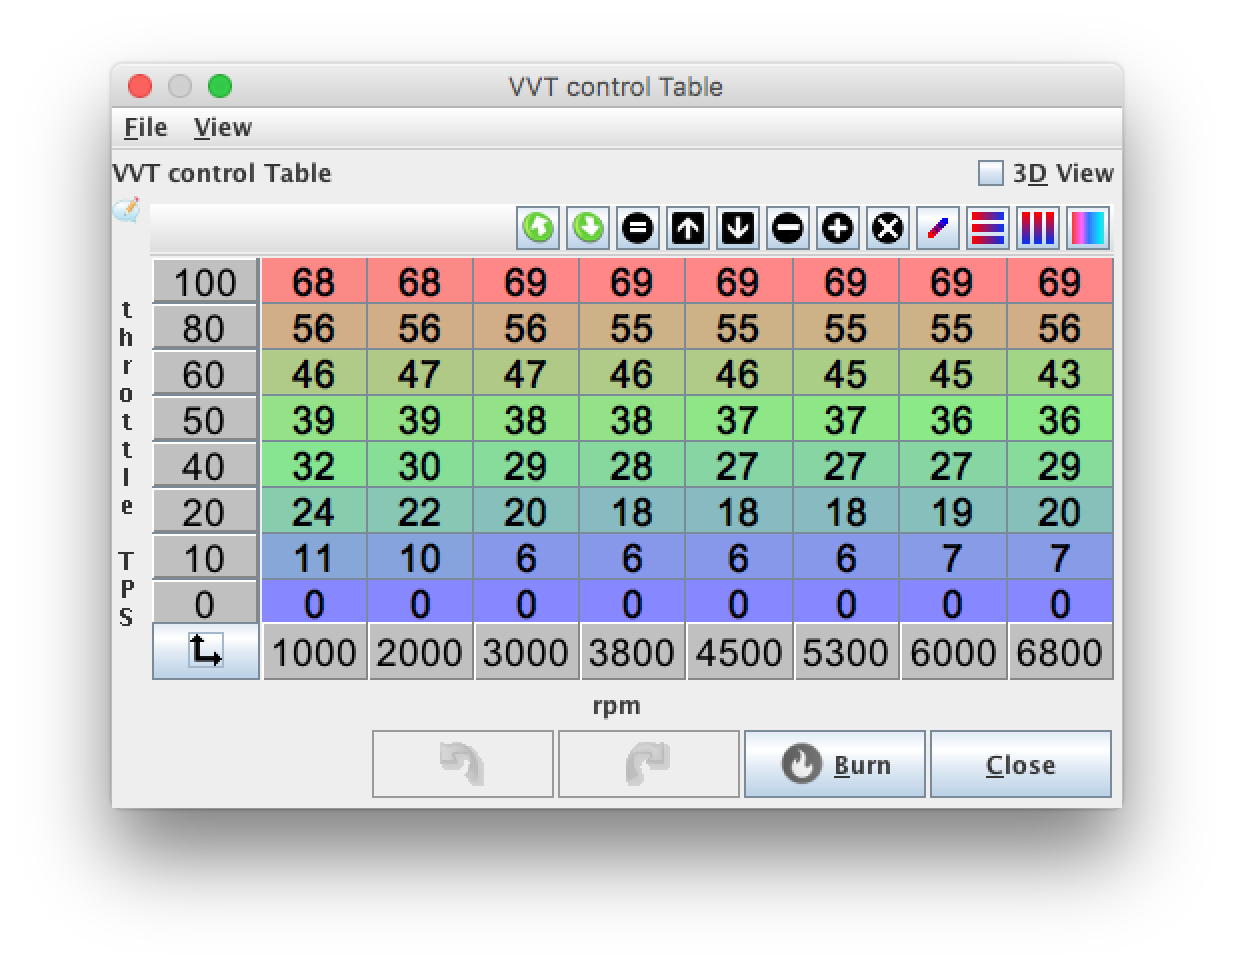 VVT control Table
File View
VVT control Table 3D View
100 68 68 69 69 69 69 69 69
80 56 56 56 55 55 55 55 56
60 46 47 47 46 46 45 45 43
50 39 39 38 38 37 37 36 36
40 32 30 29 28 27 27 27 29
20 24 22 20 18 18 18 19 20
10 11 10 6 6 6 6 7 7
0 0 0 0 0 0 0 0 0
throttle TPS
1000 2000 3000 3800 4500 5300 6000 6800
rpm
Burn Close